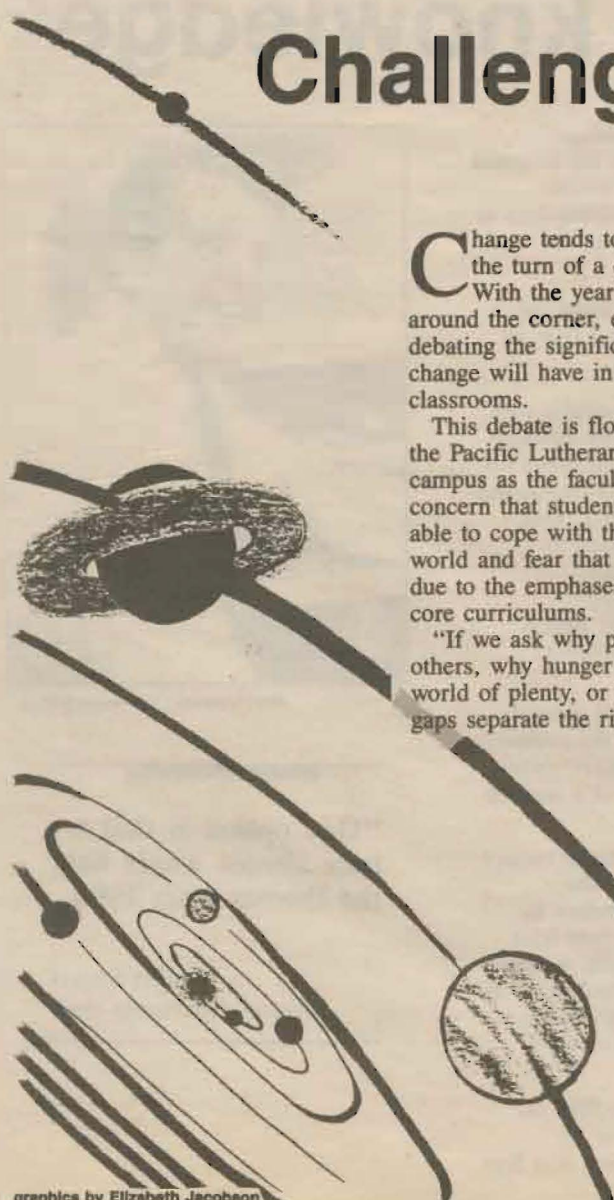 Challeng
Change tends to
the turn of a
With the year
around the corner,
debating the signific
change will have in
classrooms.
This debate is flo
the Pacific Lutheran
campus as the facul
concern that studen
able to cope with th
world and fear that
due to the emphase
core curriculums.
"If we ask why p
others, why hunger
world of plenty, or
gaps separate the ri
graphics by Elizabeth Jacobson